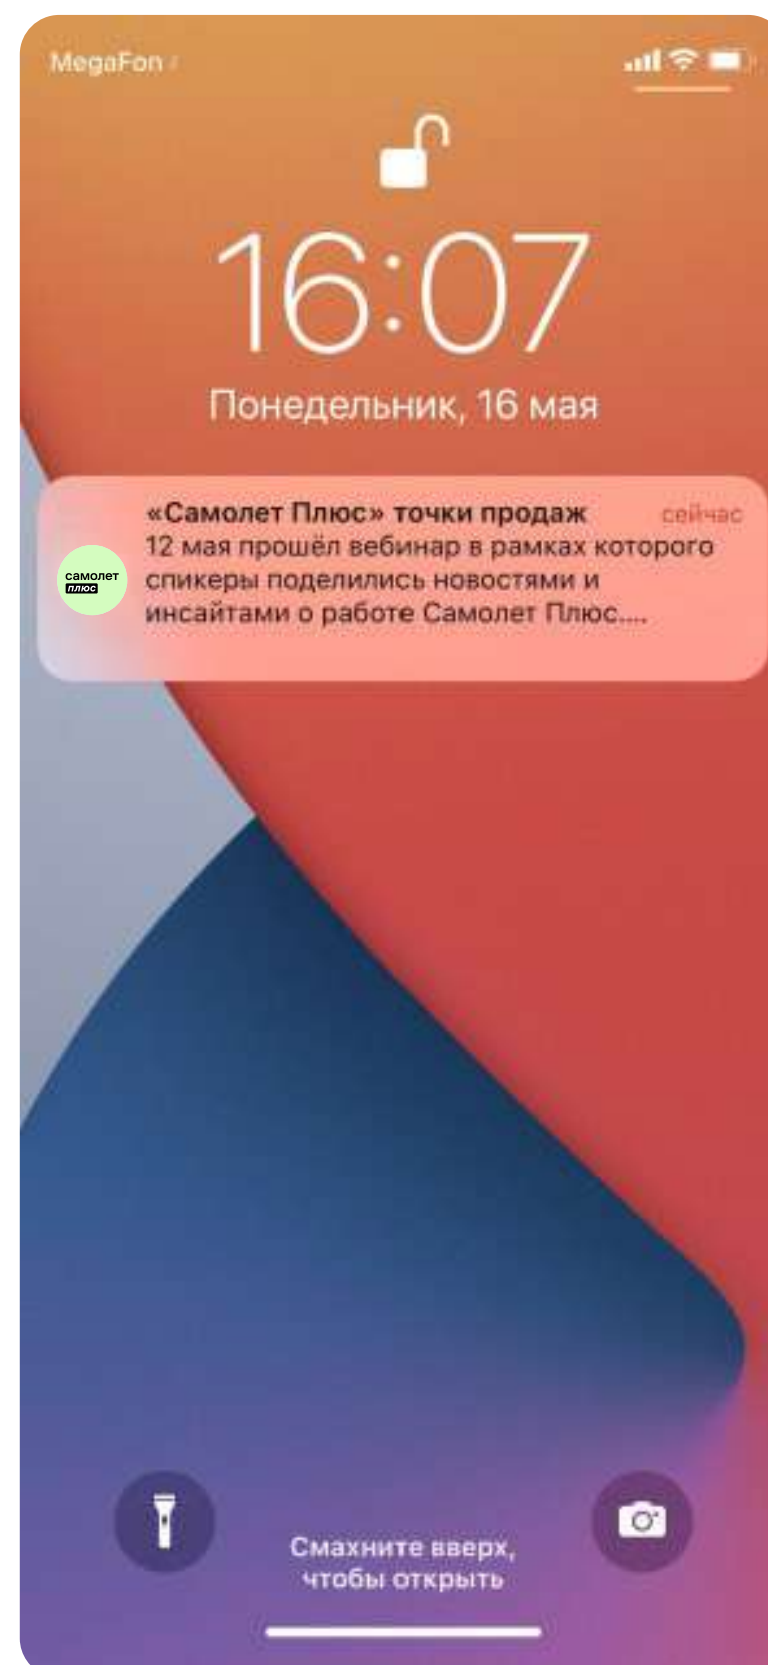 MegaFon
16:07
Понедельник, 16 мая
«Самолет Плюс» точки продаж
сейчас
12 мая прошёл вебинар в рамках которого
спикеры поделились новостями и
инсайтами о работе Самолет Плюс....
самолет
плюс
Смахните вверх,
чтобы открыть